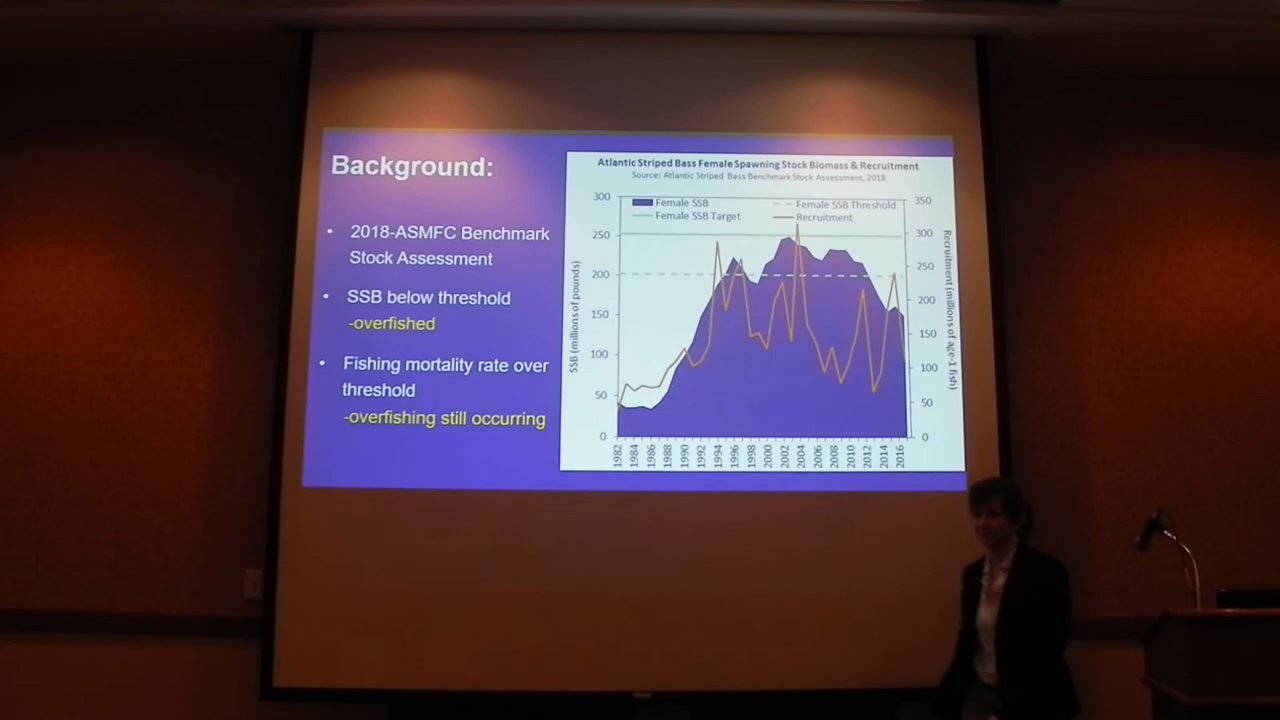 Background:
• 2018-ASMFC Benchmark
Stock Assessment
• SSB below threshold
-overfished
• Fishing mortality rate over
threshold
-overfishing still occurring
Atlantic Striped Bass Female Spawning Stock Biomass & Recruitment
Source: Atlantic Striped Bass Benchmark Stock Assessment, 2018
Female SSB
Female SSB Threshold
Female SSB Target
Recruitment
SSB (millions of pounds)
300
250
200
150
100
50
0
350
300
250
200
150
100
50
0
Recruitment (millions of age-1 fish)
1982 1984 1986 1988 1990 1992 1994 1996 1998 2000 2002 2004 2006 2008 2010 2012 2014 2016